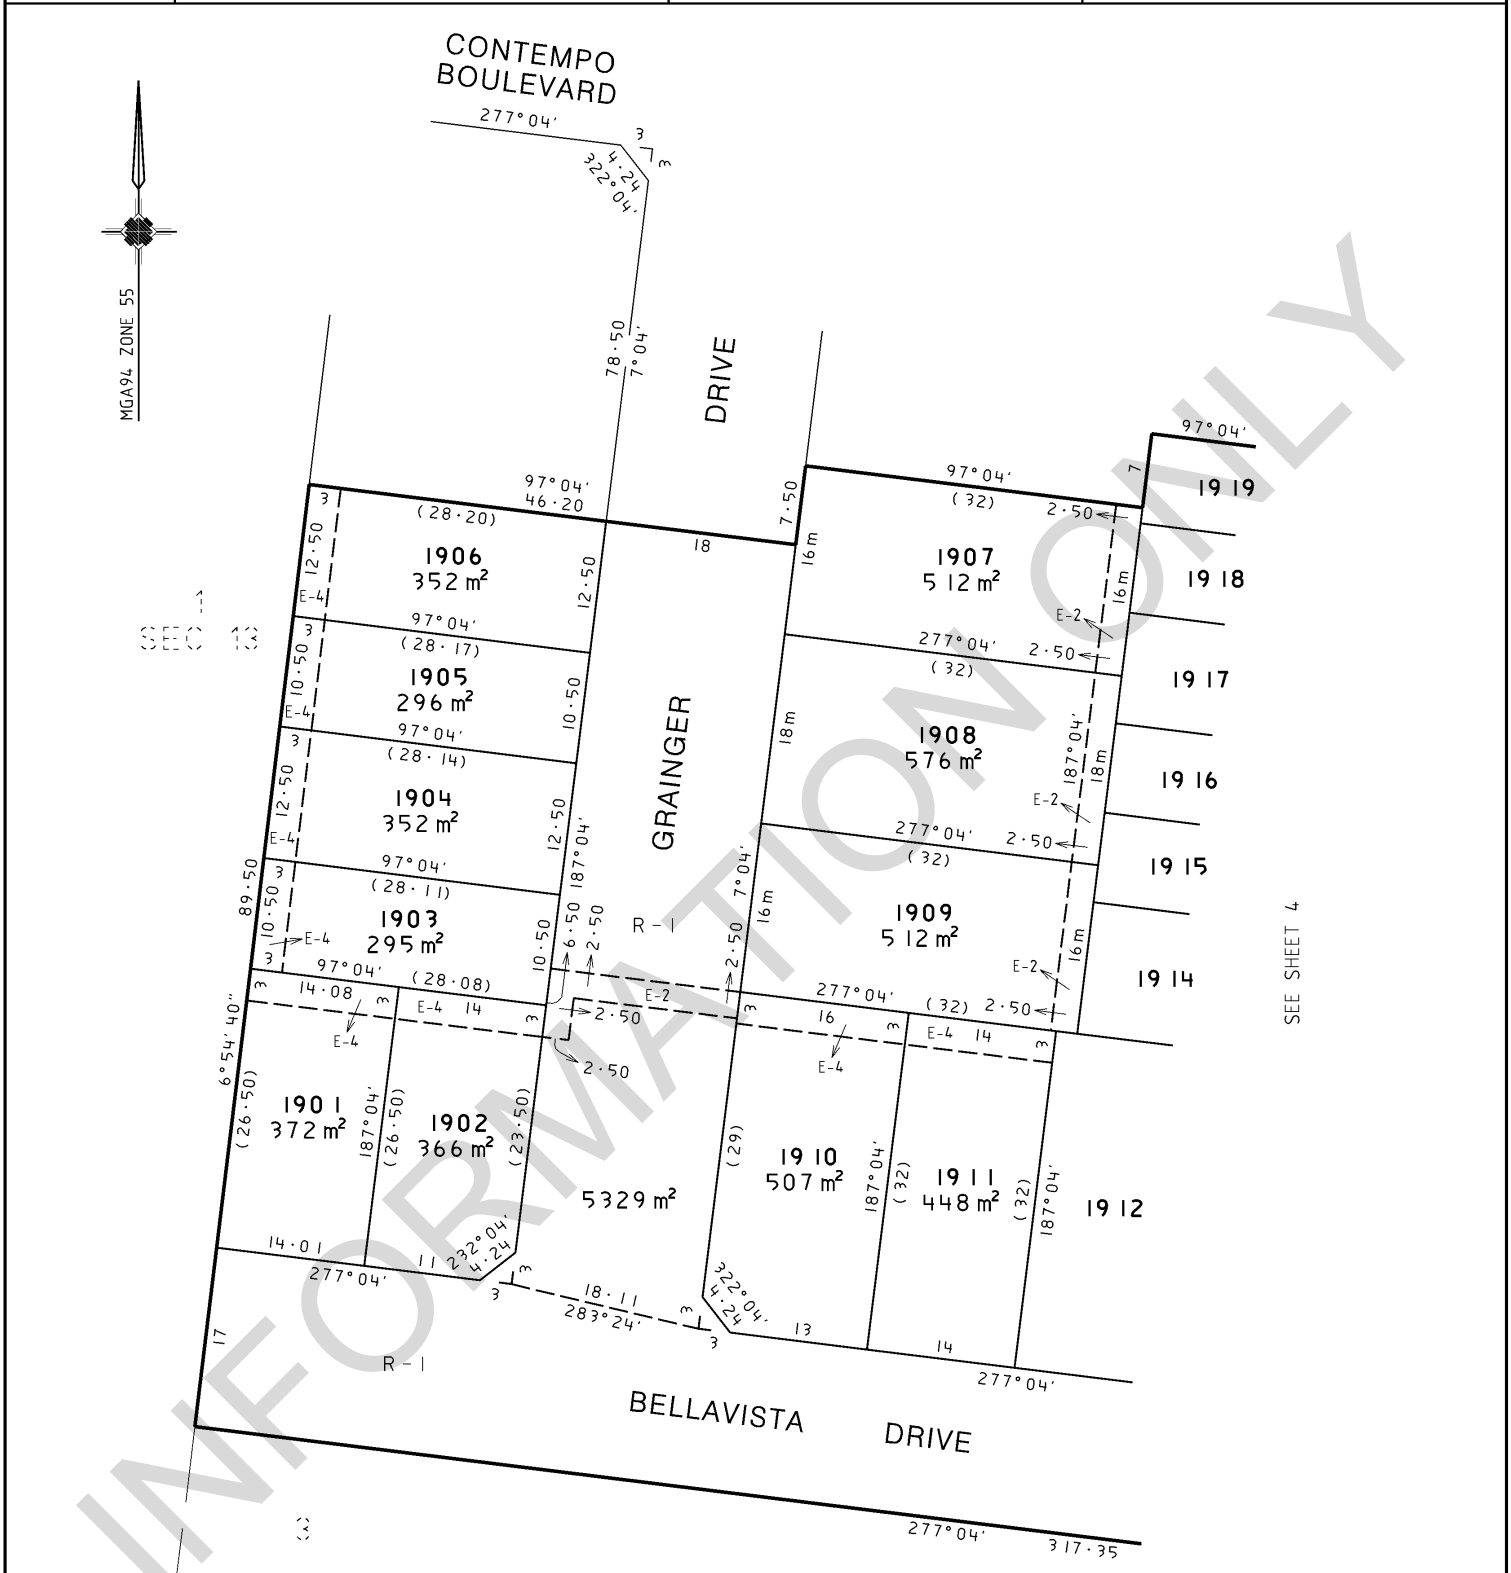 CONTEMPO
BOULEVARD
277°04'
3
3
4·24
322°04'
MGA94 ZONE 55
78·50
7°04'
DRIVE
97°04'
46·20
(28·20)
3
12·50
1906
352 m²
12·50
E-4
18
7·50
97°04'
(32)
2·50
16m
1907
512 m²
16m
E-2
97°04'
7
19 19
19 18
1
SEC 13
97°04'
(28·17)
3
10·50
1905
296 m²
10·50
E-4
277°04'
(32)
2·50
19 17
97°04'
(28·14)
3
12·50
1904
352 m²
12·50
E-4
187°04'
GRAINGER
18m
1908
576 m²
187°04'
18m
E-2
19 16
277°04'
(32)
2·50
19 15
97°04'
(28·11)
3
89·50
10·50
1903
295 m²
E-4
3
10·50
6·50
2·50
R-1
2·50
7°04'
16m
1909
512 m²
16m
E-2
19 14
SEE SHEET 4
97°04'
(28·08)
3
14·08
3
E-4
14
3
E-4
E-2
2·50
2·50
277°04'
(32)
2·50
3
16
3
E-4
14
3
E-4
6°54'40"
(26·50)
1901
372 m²
187°04'
(26·50)
1902
366 m²
(23·50)
5329 m²
(29)
19 10
507 m²
187°04'
(32)
19 11
448 m²
(32)
187°04'
19 12
14·01
277°04'
11
232°04'
4·24
3
3
18·11
283°24'
3
3
322°04'
4·24
13
14
277°04'
17
R-1
BELLAVISTA DRIVE
3
277°04'
317·35
INFORMATION ONLY